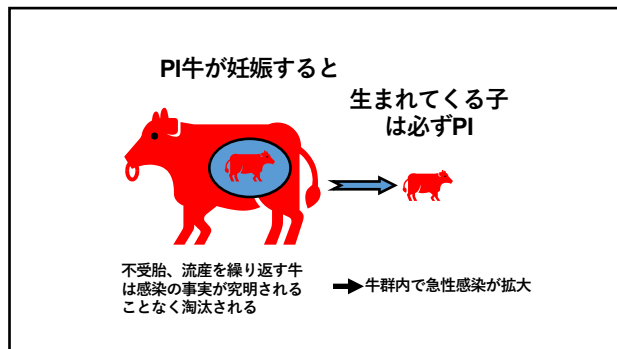 PI牛が妊娠すると
生まれてくる子
は必ずPI
不受胎、流産を繰り返す牛
は感染の事実が究明される
ことなく淘汰される
牛群内で急性感染が拡大